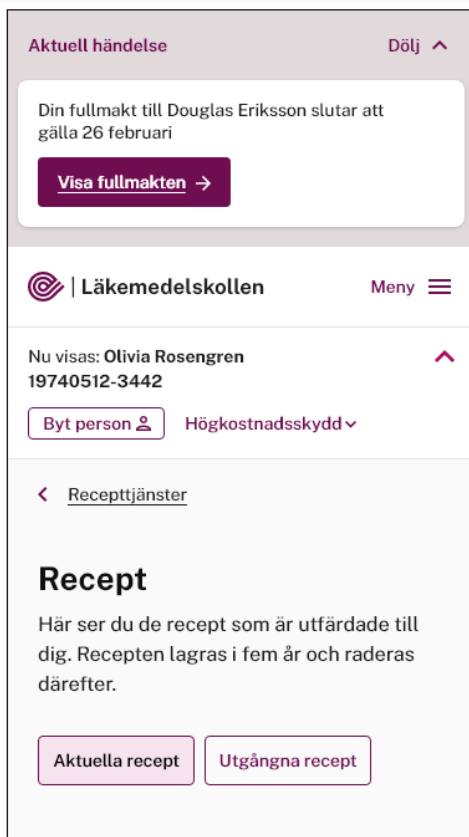 Aktuell händelse
Dölj
Din fullmakt till Douglas Eriksson slutar att
gälla 26 februari
Visa fullmakten →
| Läkemedelskollen
Meny
Nu visas: Olivia Rosengren
19740512-3442
Byt person
Högkostnadsskydd
Recepttjänster
Recept
Här ser du de recept som är utfärdade till
dig. Recepten lagras i fem år och raderas
därefter.
Aktuella recept
Utgångna recept